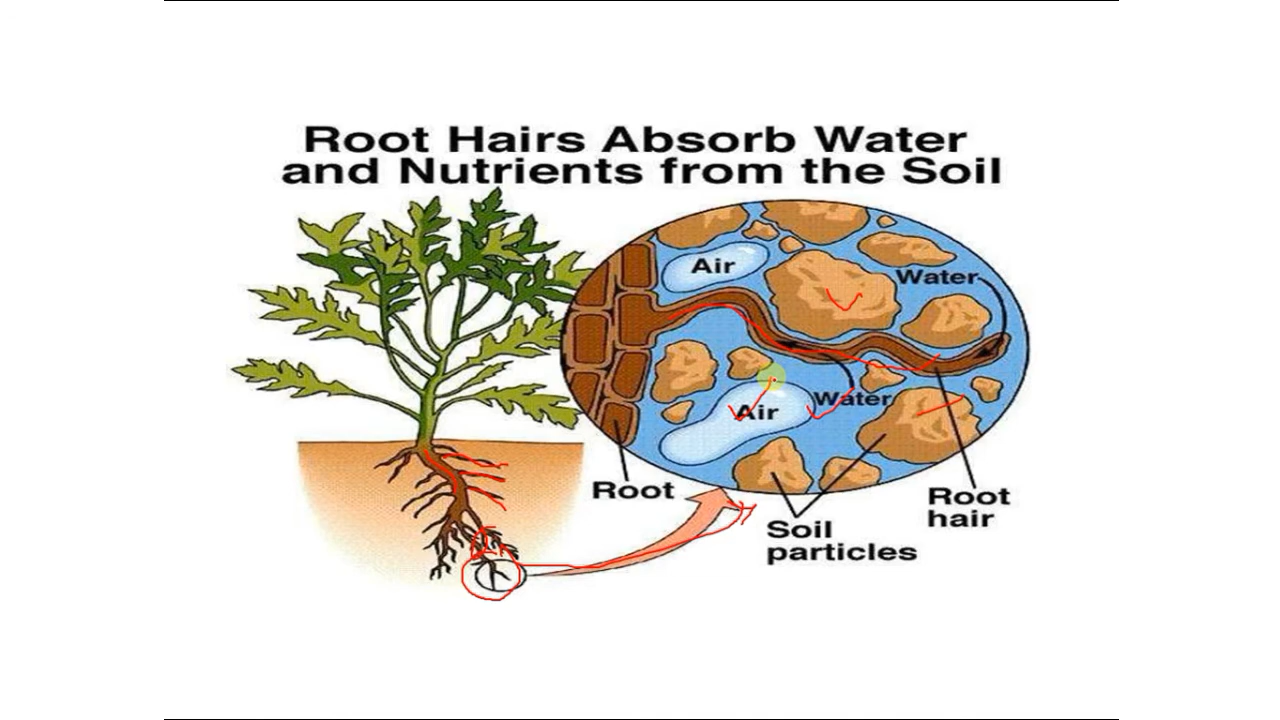 Root Hairs Absorb Water
and Nutrients from the Soil
Air
Water
Water
Air
Root
Root
hair
Soil
particles